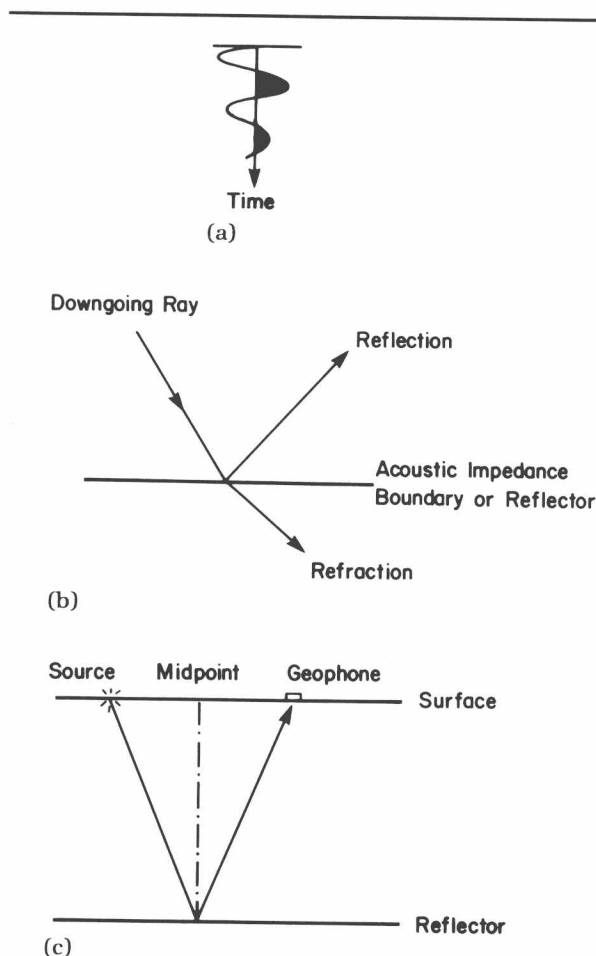 Time
(a)
Downgoing Ray
Reflection
Acoustic Impedance
Boundary or Reflector
Refraction
(b)
Source Midpoint Geophone
Surface
Reflector
(c)